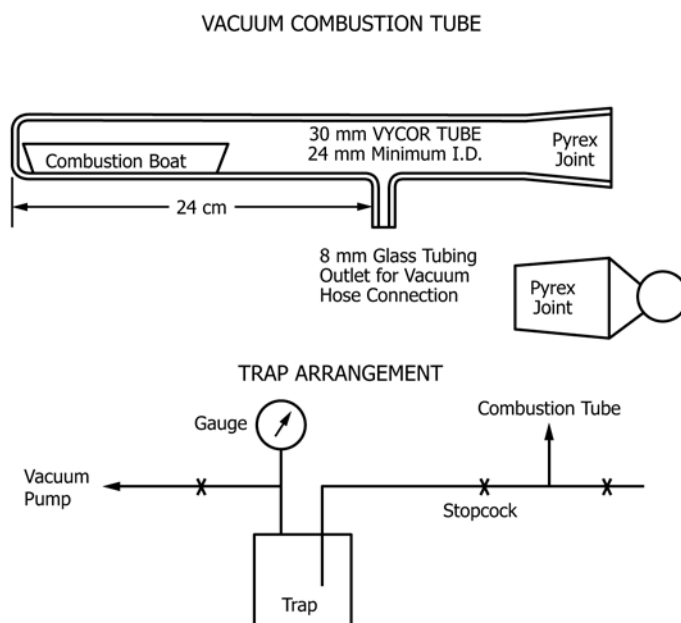 VACUUM COMBUSTION TUBE
30 mm VYCOR TUBE
24 mm Minimum I.D.
Pyrex
Joint
Combustion Boat
24 cm
8 mm Glass Tubing
Outlet for Vacuum
Hose Connection
Pyrex
Joint
TRAP ARRANGEMENT
Gauge
Combustion Tube
Vacuum
Pump
Stopcock
Trap